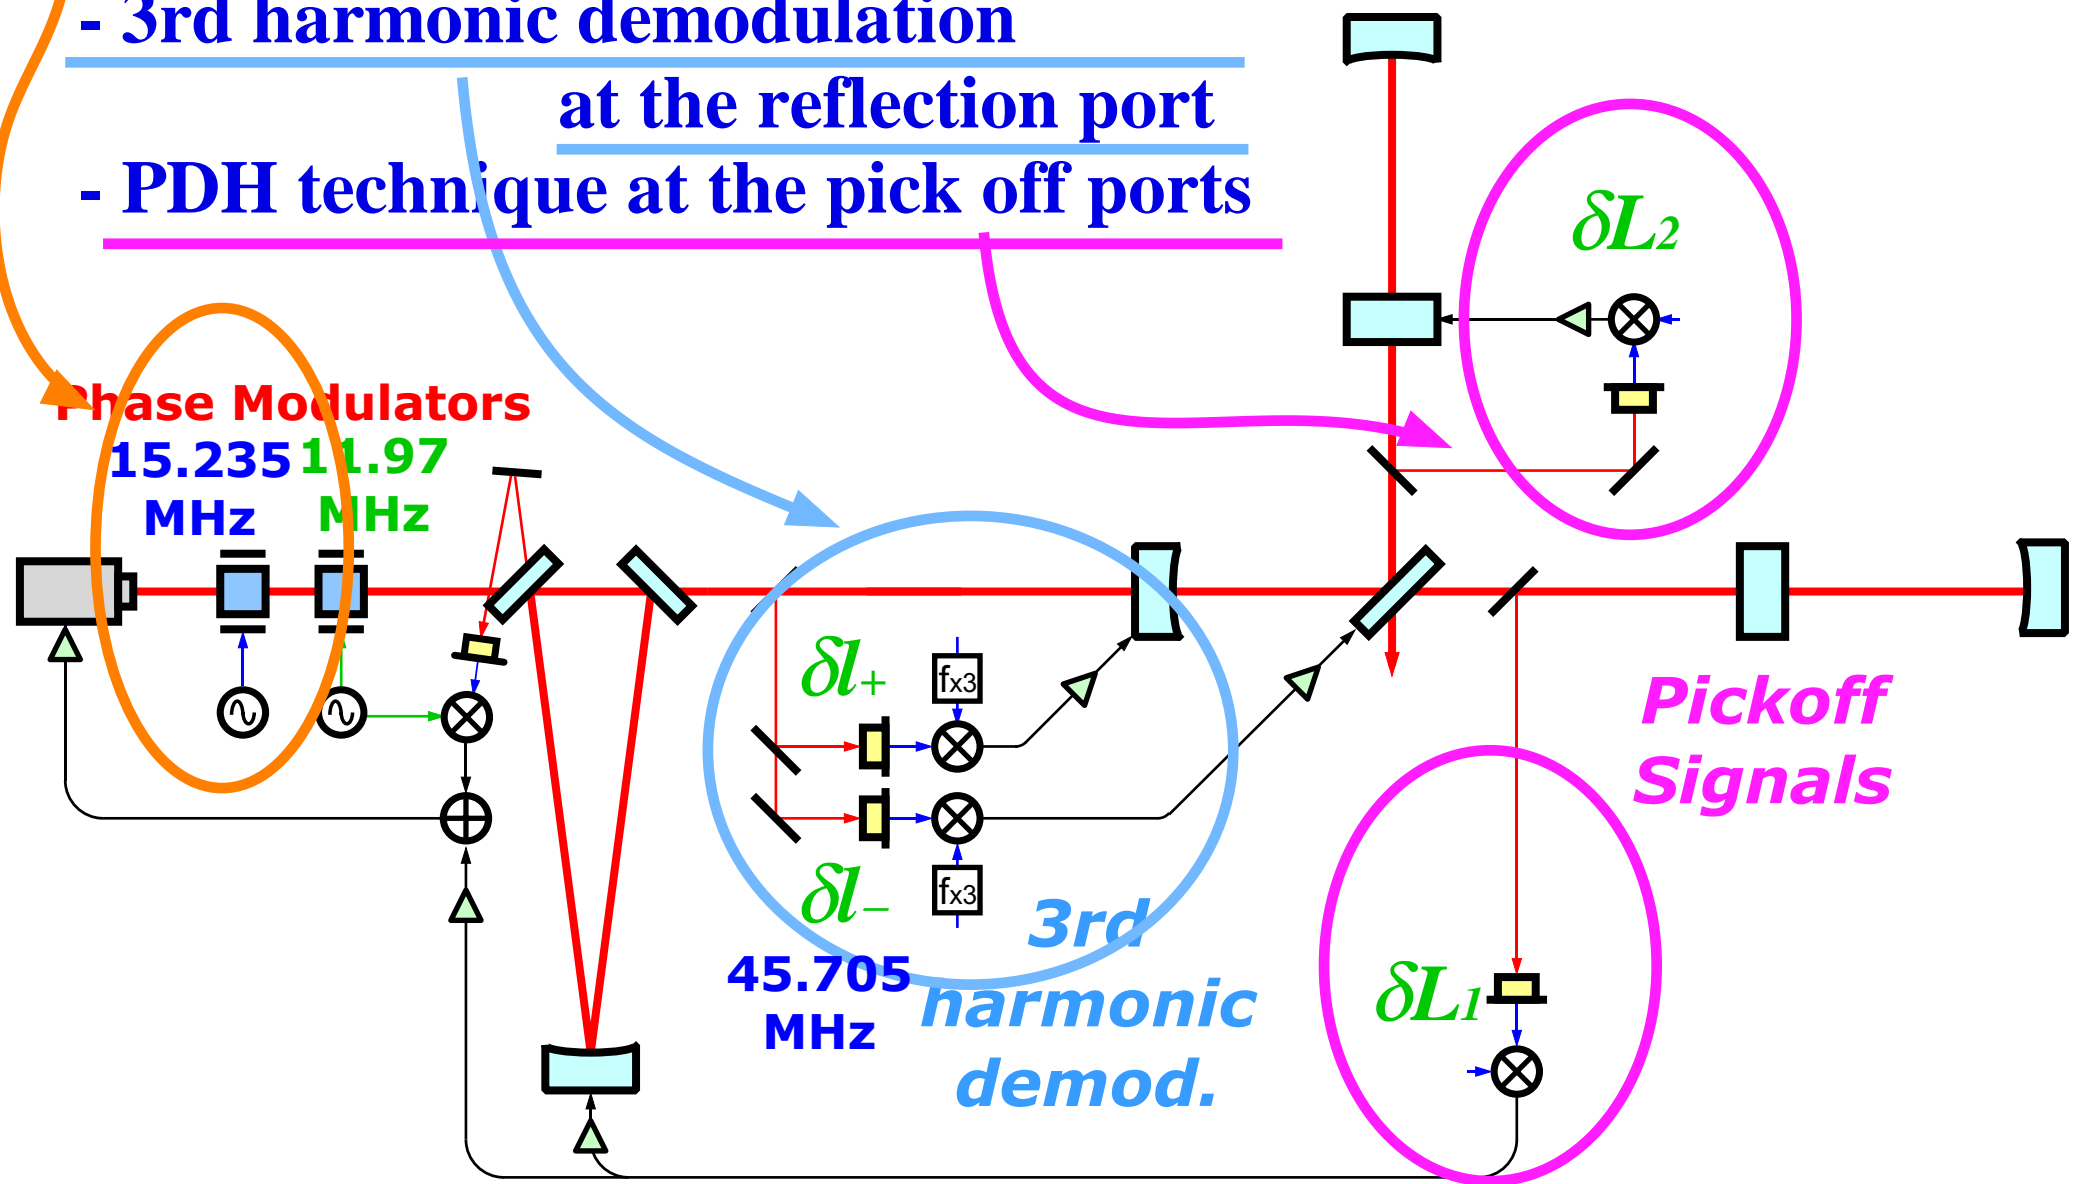 - 3rd harmonic demodulation
at the reflection port
- PDH technique at the pick off ports
δL2
Phase Modulators
15.235 11.97
MHz MHz
δl+
fx3
Pickoff
Signals
δl−
fx3
3rd
45.705
harmonic
MHz
demod.
δL1